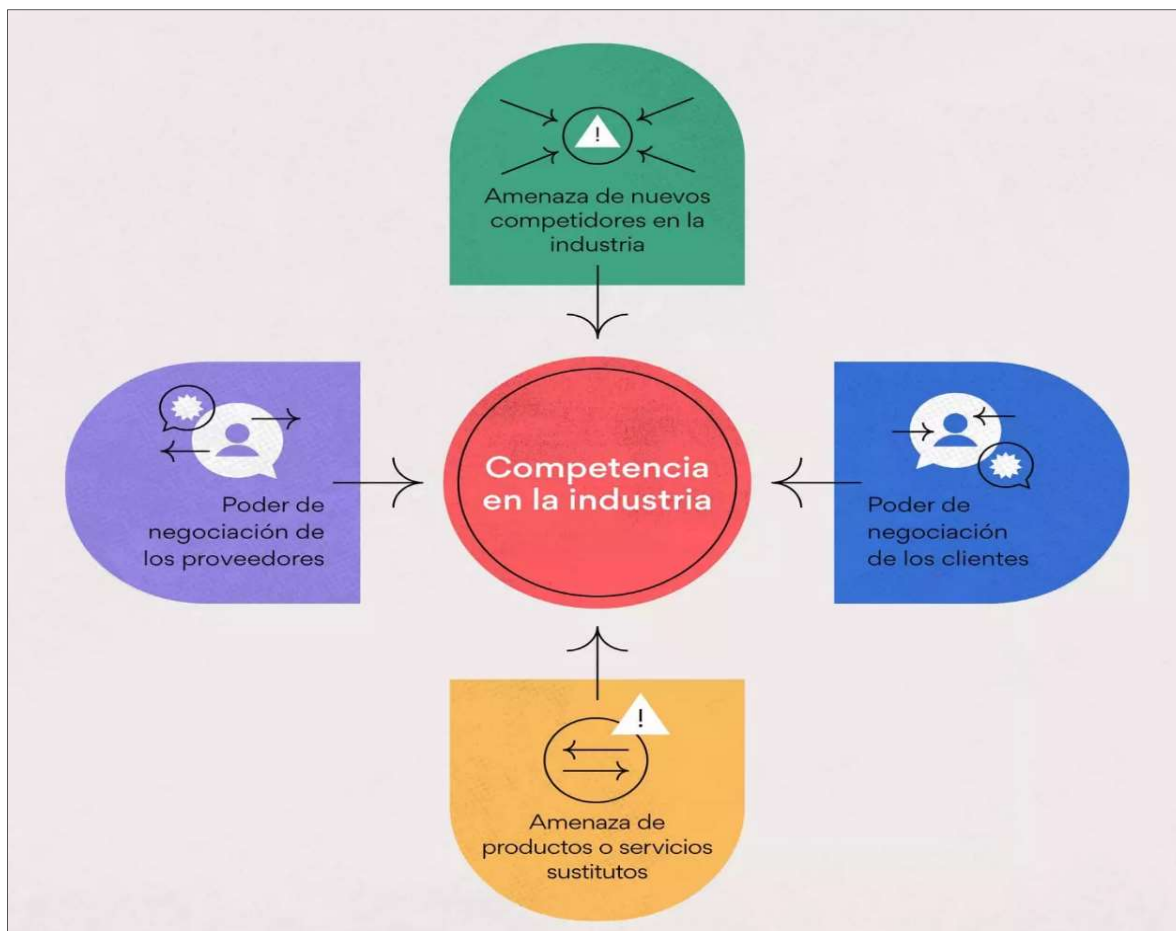 !
Amenaza de nuevos
competidores en la
industria
Poder de
negociación de
los proveedores
Competencia
en la industria
Poder de
negociación
de los clientes
!
Amenaza de
productos o servicios
sustitutos